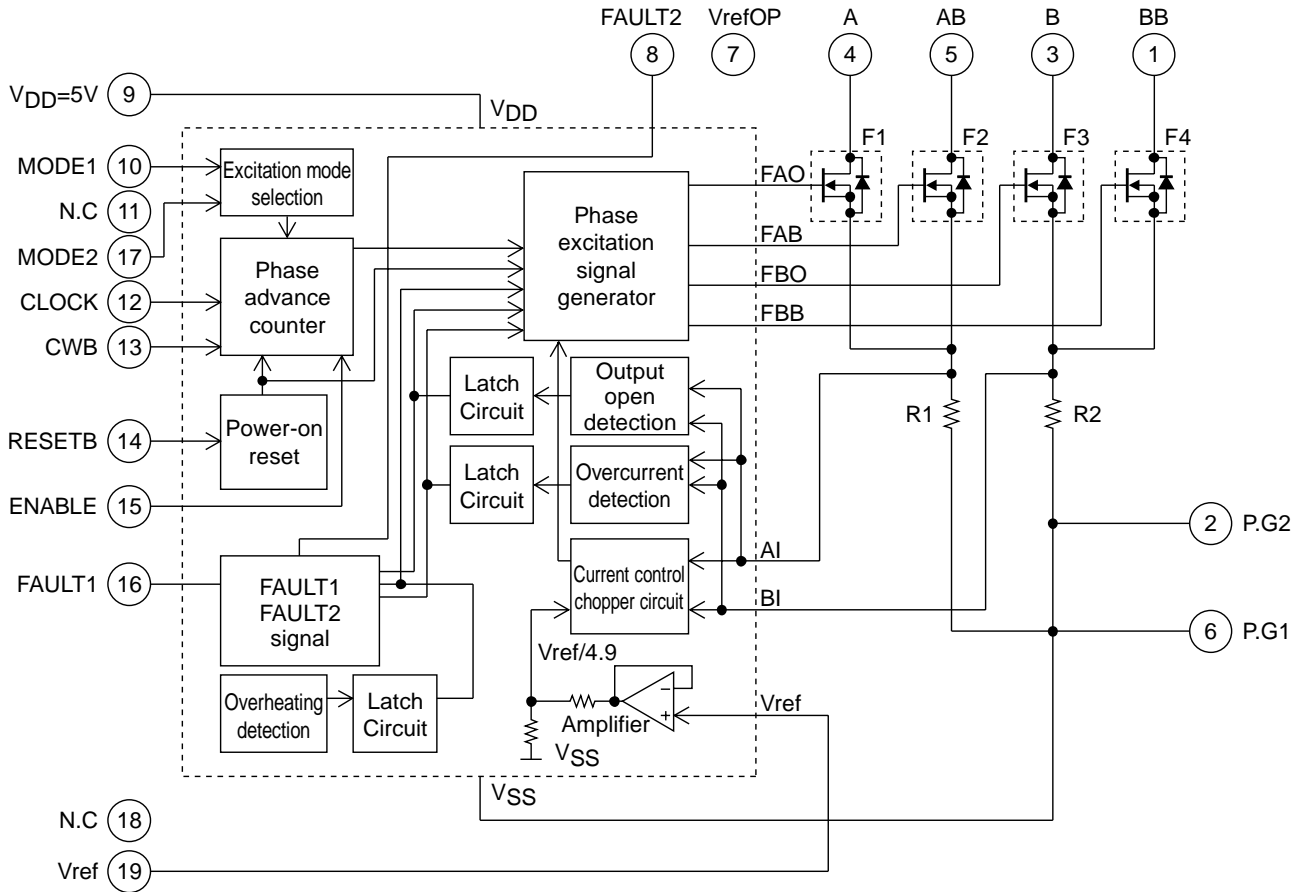 FAULT2 VrefOP A AB B BB
8 7 4 5 3 1
VDD=5V 9
VDD
MODE1 10
Excitation mode
selection
N.C 11
MODE2 17
CLOCK 12
CWB 13
Phase
advance
counter
RESETB 14
Power-on
reset
ENABLE 15
FAULT1 16
FAULT1
FAULT2
signal
Overheating
detection
Latch
Circuit
Phase
excitation
signal
generator
FAO
FAB
FBO
FBB
F1 F2 F3 F4
Latch
Circuit
Output
open
detection
Latch
Circuit
Overcurrent
detection
Current control
chopper circuit
AI
BI
R1 R2
2 P.G2
6 P.G1
Vref/4.9
–
+
Amplifier
Vref
VSS
VSS
N.C 18
Vref 19